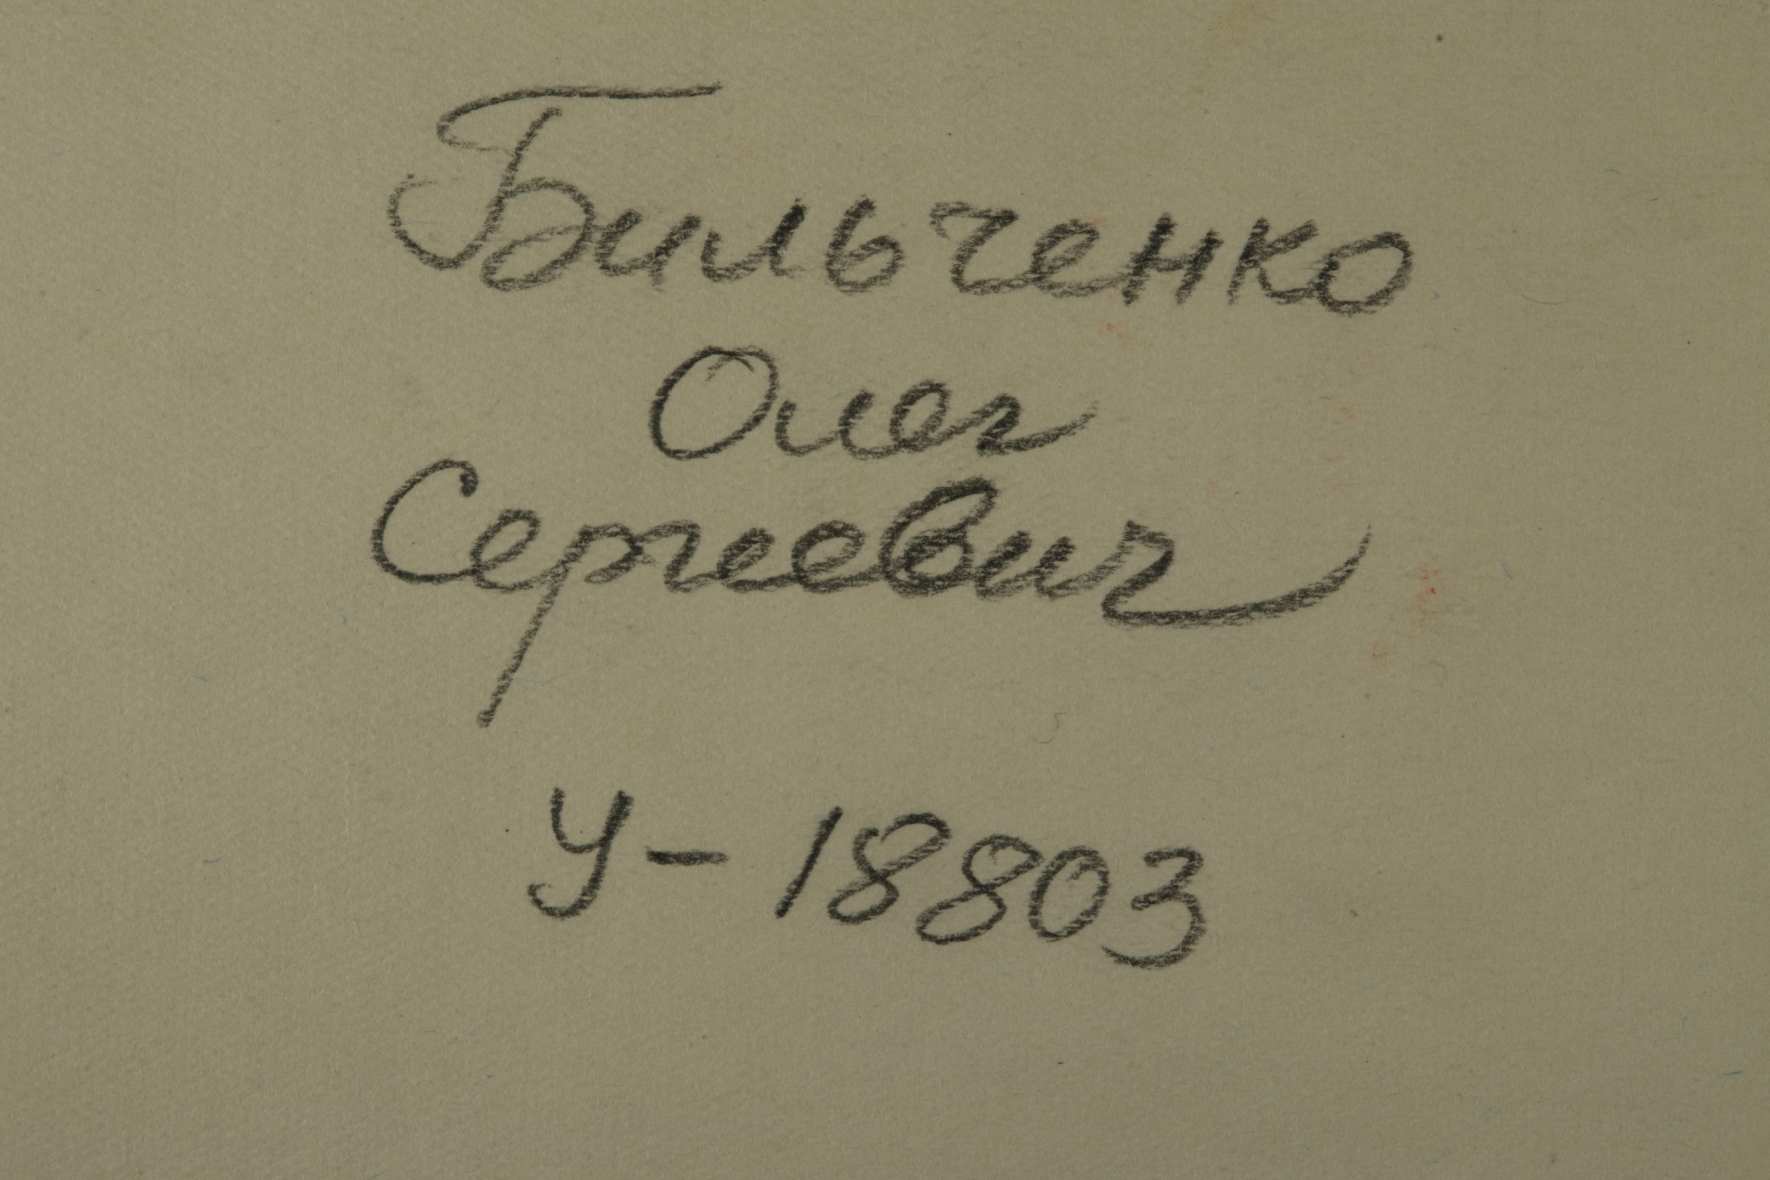 Бильченко
Олег
Сергеевич
У-18803